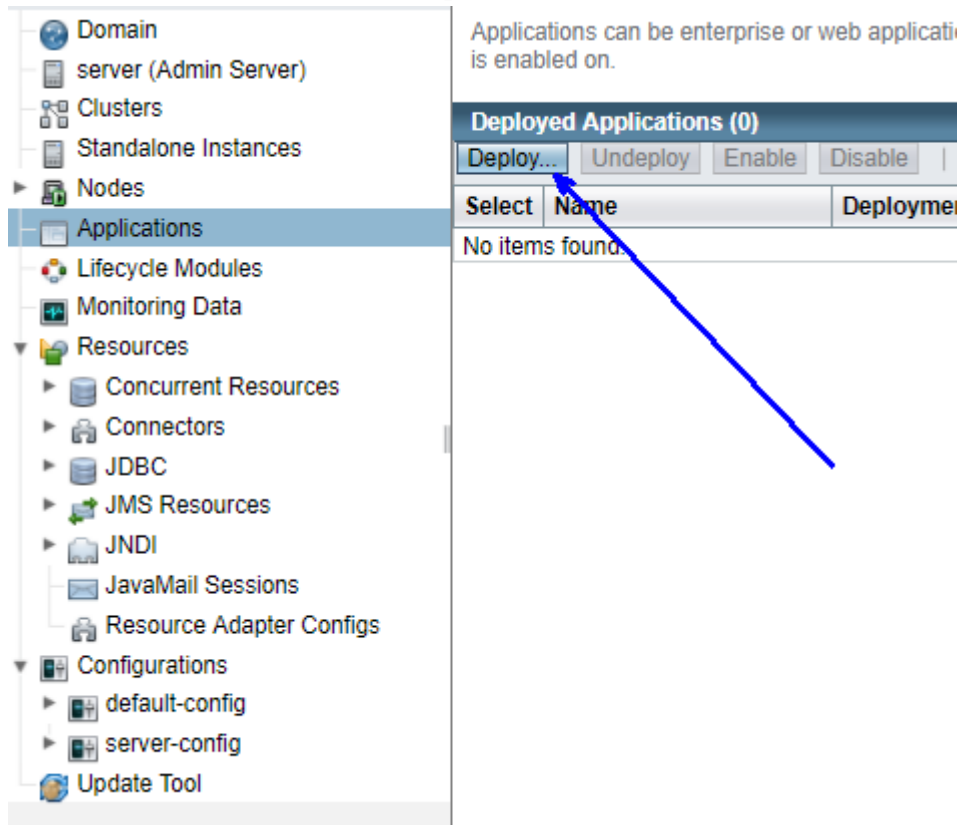 Domain
server (Admin Server)
Clusters
Standalone Instances
Nodes
Applications
Lifecycle Modules
Monitoring Data
Resources
Concurrent Resources
Connectors
JDBC
JMS Resources
JNDI
JavaMail Sessions
Resource Adapter Configs
Configurations
default-config
server-config
Update Tool
Applications can be enterprise or web applicati
is enabled on.
Deployed Applications (0)
Deploy... Undeploy Enable Disable |
Select Name Deploymen
No items found.